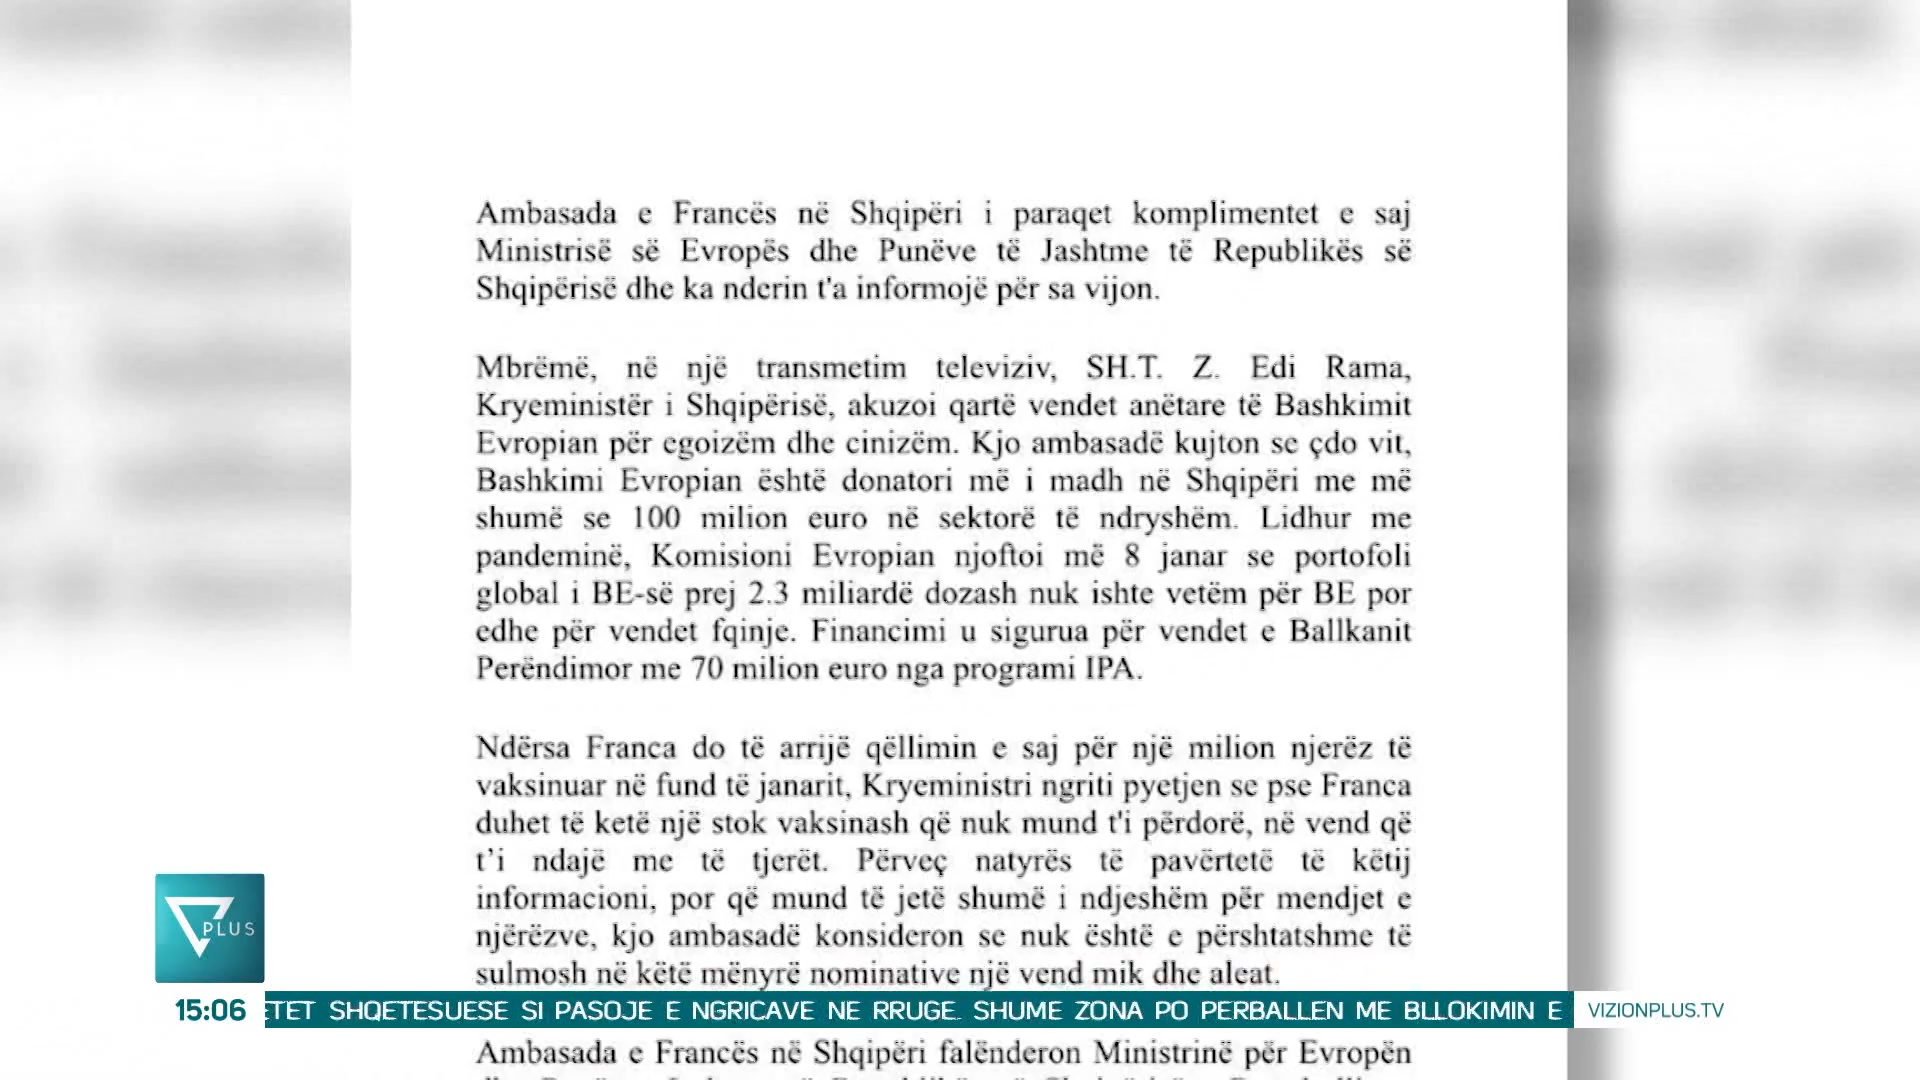 Ambasada e Francës në Shqipëri i paraqet komplimentet e saj
Ministrisë së Evropës dhe Punëve të Jashtme të Republikës së
Shqipërisë dhe ka nderin t'a informojë për sa vijon.
Mbrëmë, në një transmetim televiziv, SH.T. Z. Edi Rama,
Kryeministër i Shqipërisë, akuzoi qartë vendet anëtare të Bashkimit
Evropian për egoizëm dhe cinizëm. Kjo ambasadë kujton se çdo vit,
Bashkimi Evropian është donatori më i madh në Shqipëri me më
shumë se 100 milion euro në sektorë të ndryshëm. Lidhur me
pandeminë, Komisioni Evropian njoftoi më 8 janar se portofoli
global i BE-së prej 2.3 miliardë dozash nuk ishte vetëm për BE por
edhe për vendet fqinje. Financimi u sigurua për vendet e Ballkanit
Perëndimor me 70 milion euro nga programi IPA.
Ndërsa Franca do të arrijë qëllimin e saj për një milion njerëz të
vaksinuar në fund të janarit, Kryeministri ngriti pyetjen se pse Franca
duhet të ketë një stok vaksinash që nuk mund t'i përdorë, në vend që
t’i ndajë me të tjerët. Përveç natyrës të pavërtetë të këtij
informacioni, por që mund të jetë shumë i ndjeshëm për mendjet e
njërëzve, kjo ambasadë konsideron se nuk është e përshtatshme të
sulmosh në këtë mënyrë nominative një vend mik dhe aleat.
PLUS
15:06 ETET SHQETESUESE SI PASOJE E NGRICAVE NE RRUGE. SHUME ZONA PO PERBALLEN ME BLLOKIMIN E VIZIONPLUS.TV
Ambasada e Francës në Shqipëri falënderon Ministrinë për Evropën